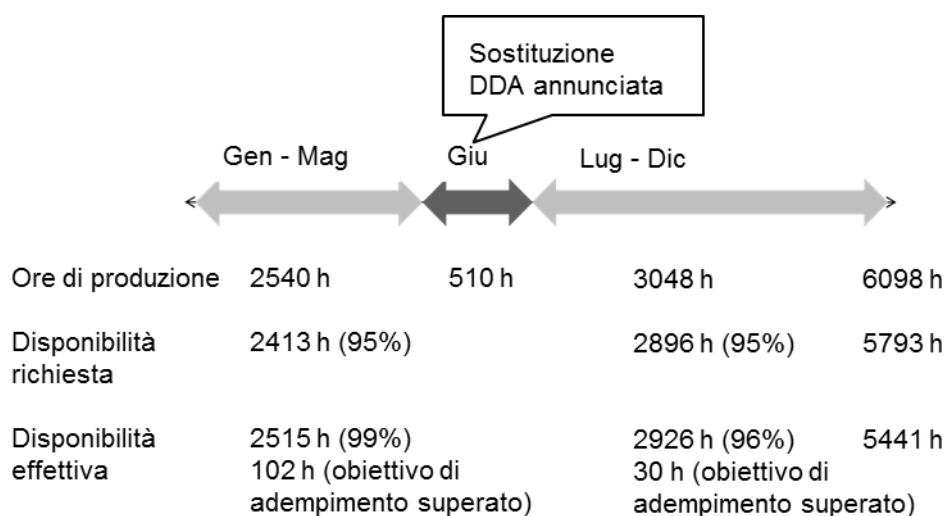 Sostituzione
DDA annunciata
Gen - Mag
Giu
Lug - Dic
Ore di produzione 2540 h 510 h 3048 h 6098 h
Disponibilità richiesta 2413 h (95%) 2896 h (95%) 5793 h
Disponibilità effettiva 2515 h (99%) 2926 h (96%) 5441 h
102 h (obiettivo di adempimento superato) 30 h (obiettivo di adempimento superato)